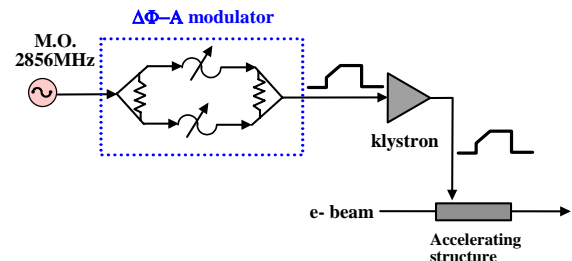 ΔΦ–A modulator
M.O.
2856MHz
klystron
e- beam
Accelerating
structure